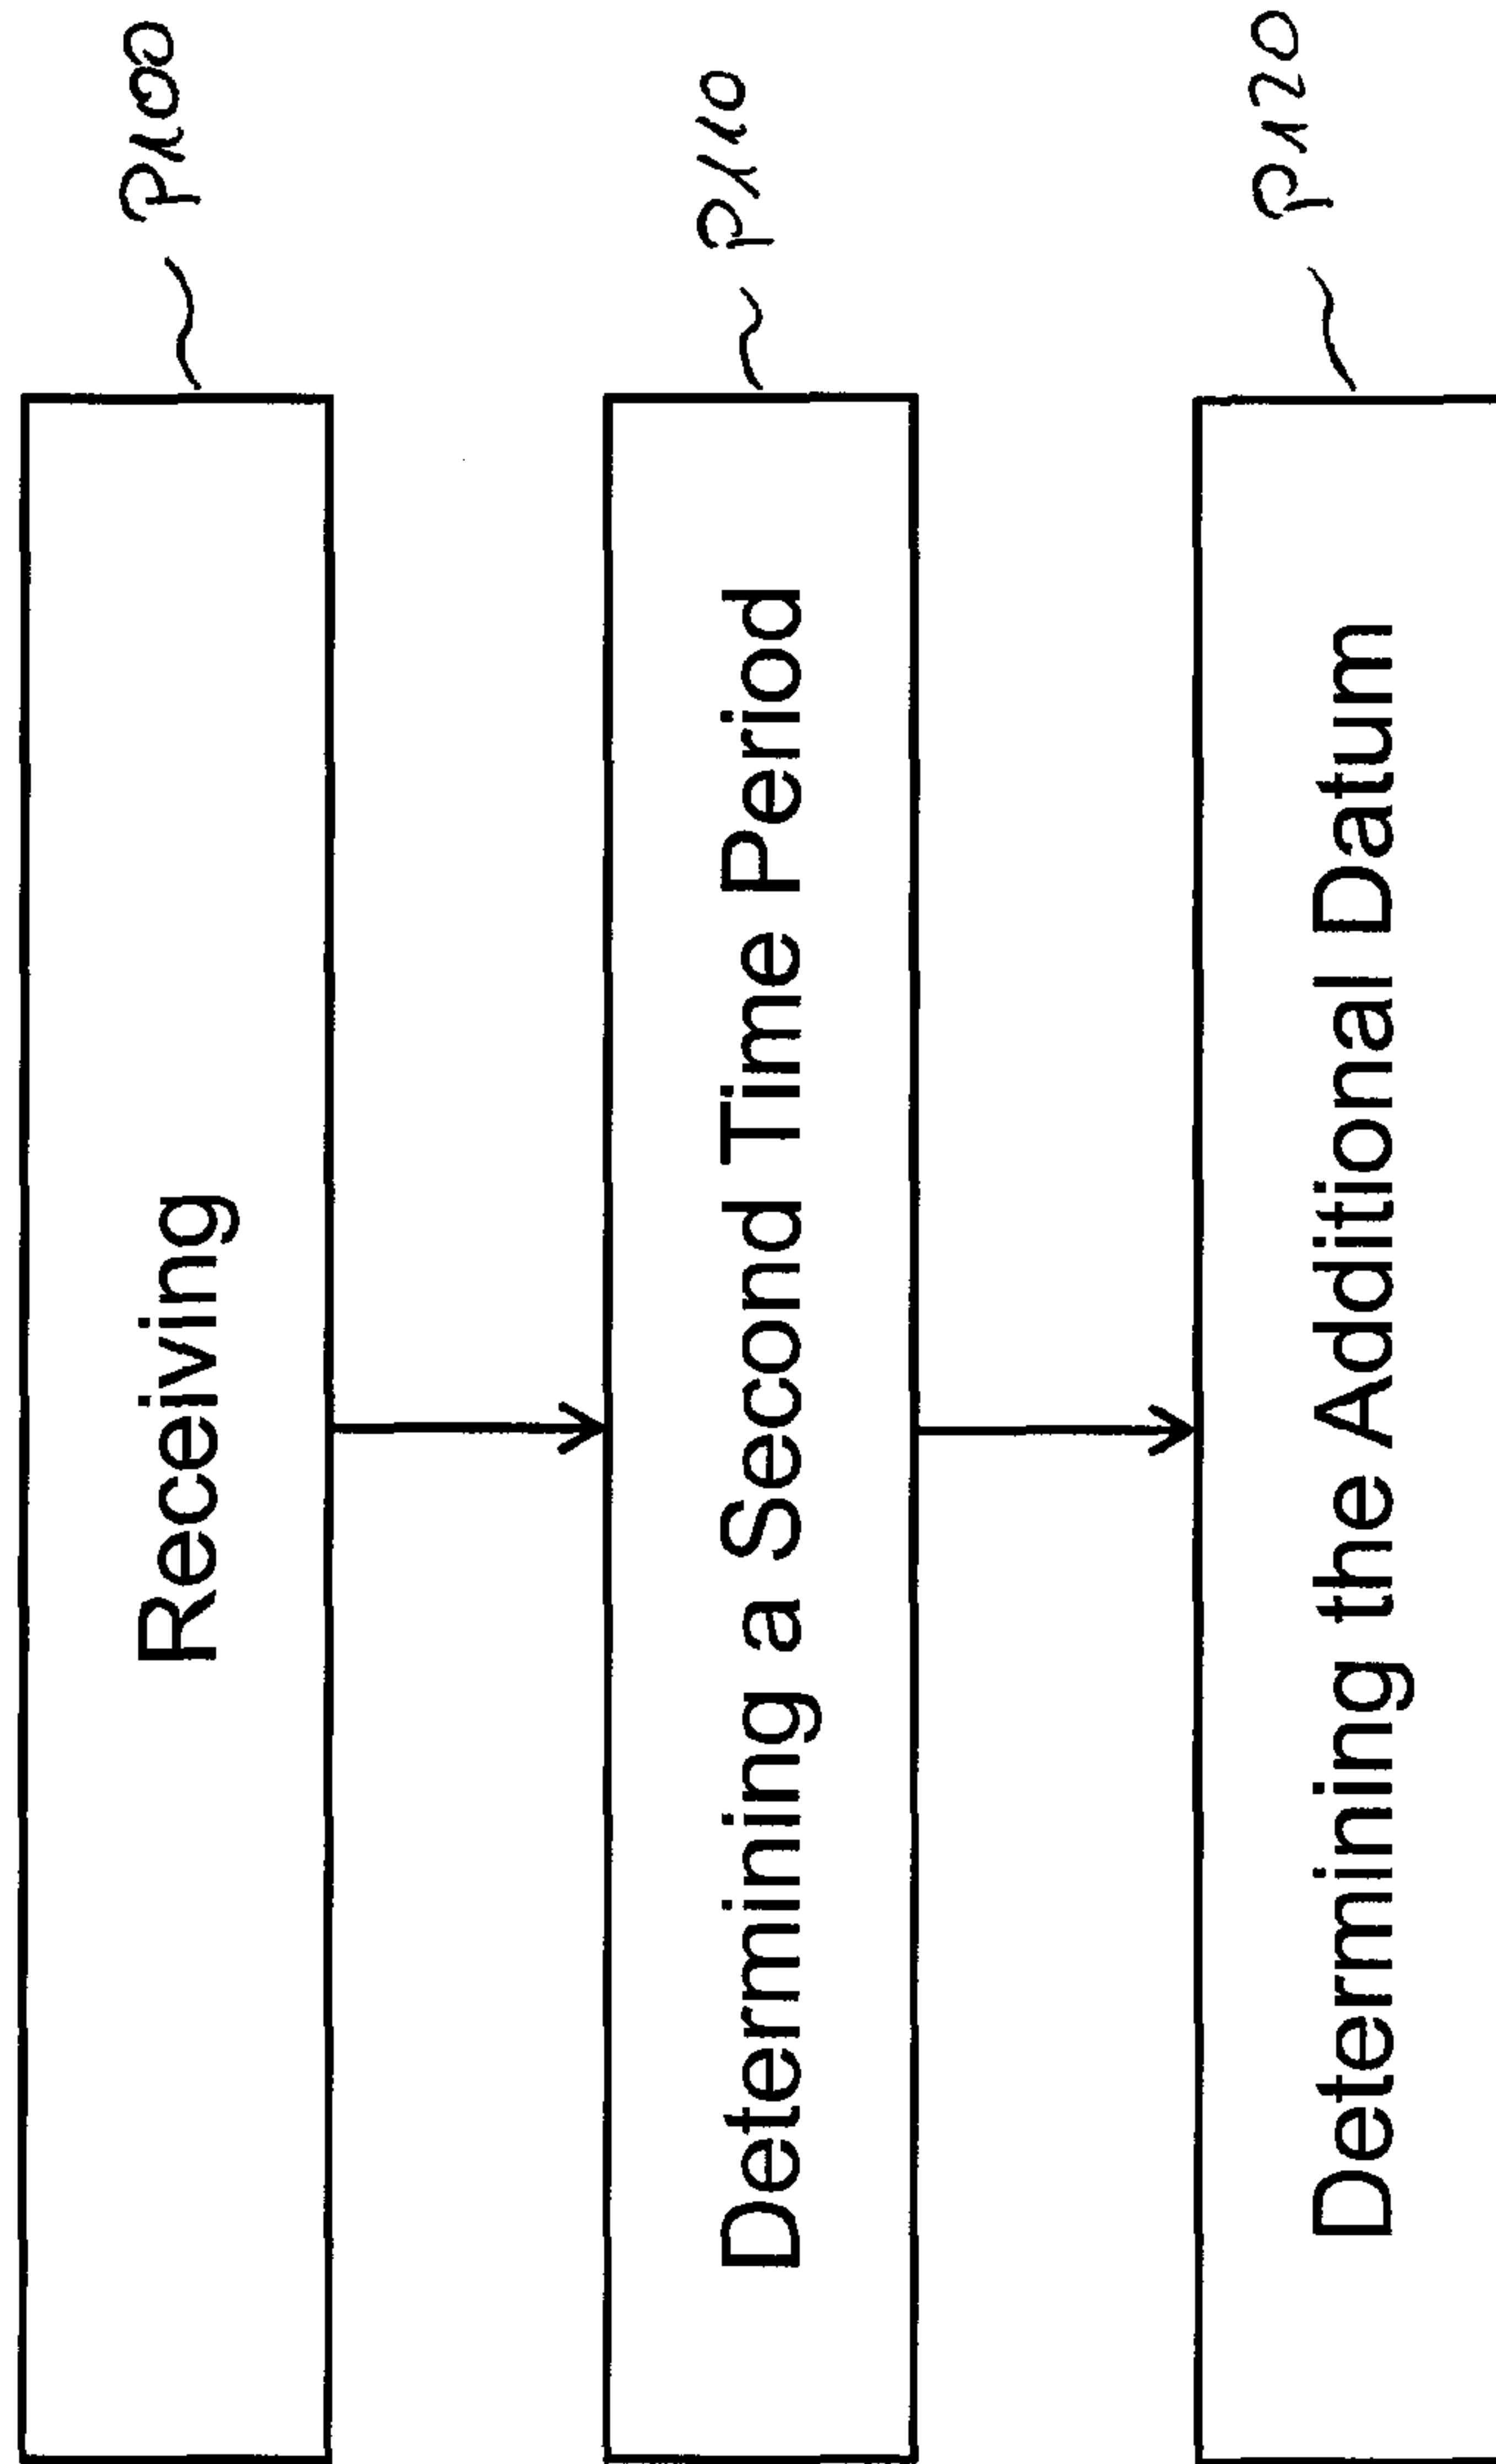 Receiving
P100
Determining a Second Time Period
P110
Determining the Additional Datum
P120